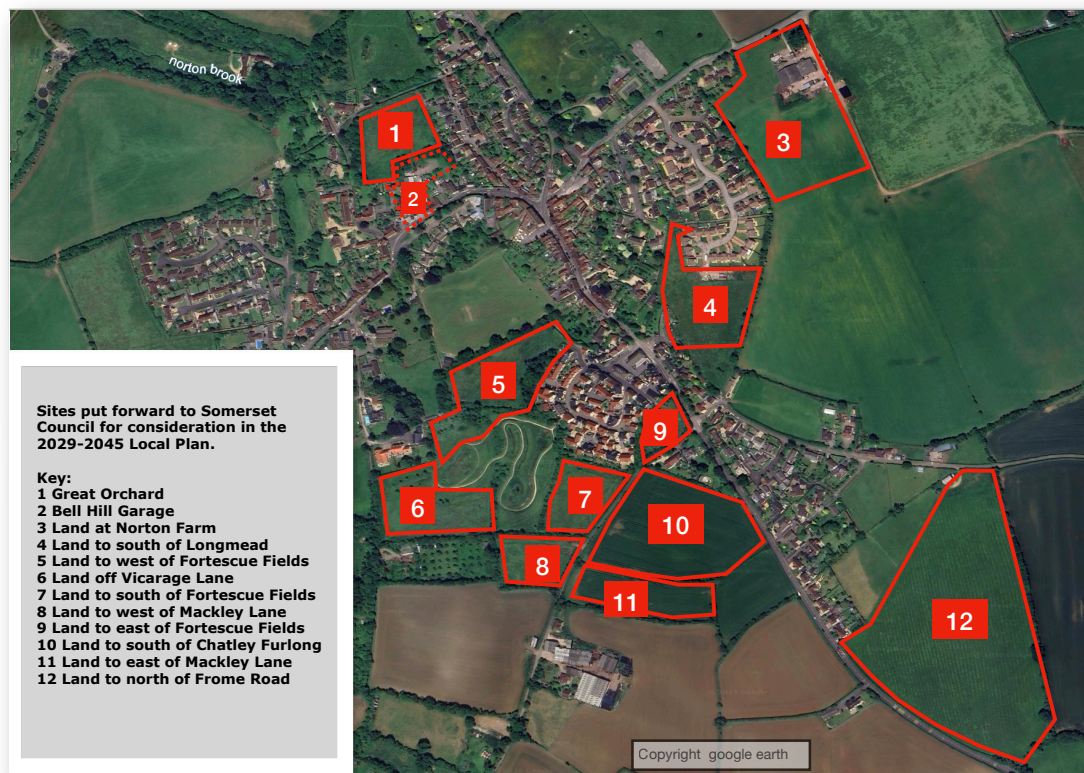 norton brook
1
2
3
4
5
6
7
8
9
10
11
12
Sites put forward to Somerset
Council for consideration in the
2029-2045 Local Plan.
Key:
1 Great Orchard
2 Bell Hill Garage
3 Land at Norton Farm
4 Land to south of Longmead
5 Land to west of Fortescue Fields
6 Land off Vicarage Lane
7 Land to south of Fortescue Fields
8 Land to west of Mackley Lane
9 Land to east of Fortescue Fields
10 Land to south of Chatley Furlong
11 Land to east of Mackley Lane
12 Land to north of Frome Road
Copyright google earth